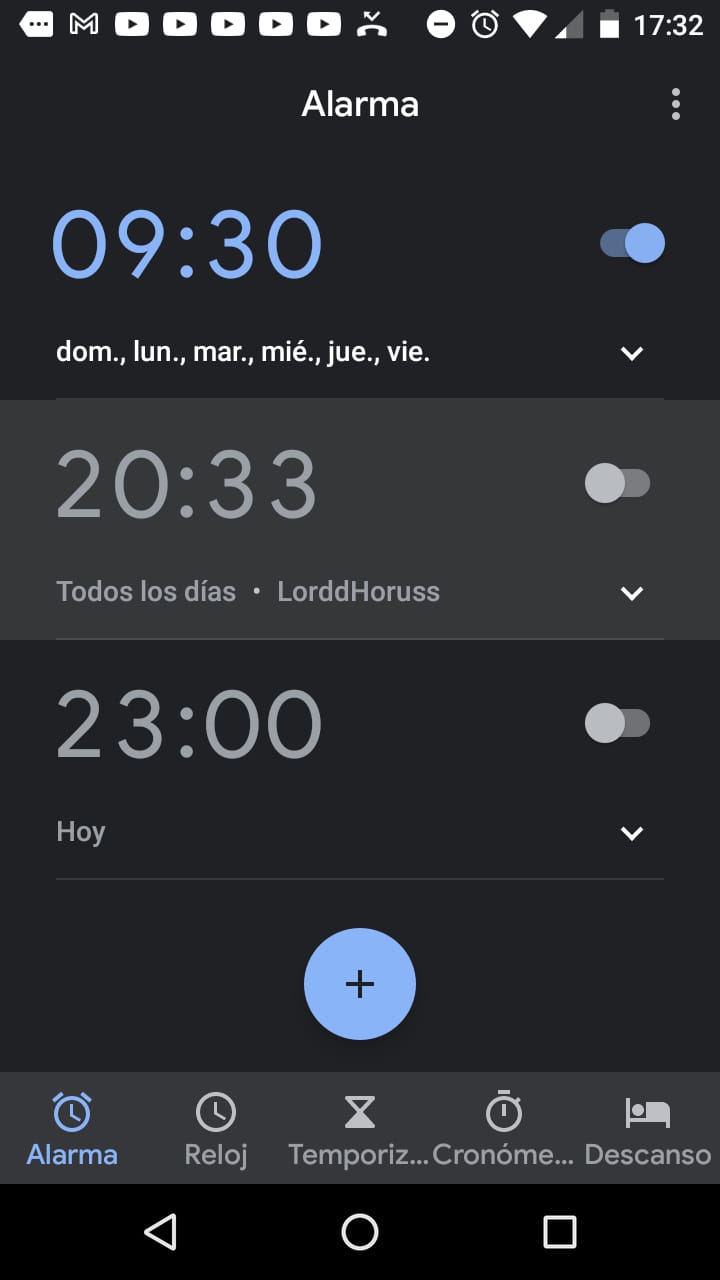 17:32
Alarma
09:30
dom., lun., mar., mié., jue., vie.
20:33
Todos los días • LorddHoruss
23:00
Hoy
Alarma Reloj Temporiz... Cronóme... Descanso